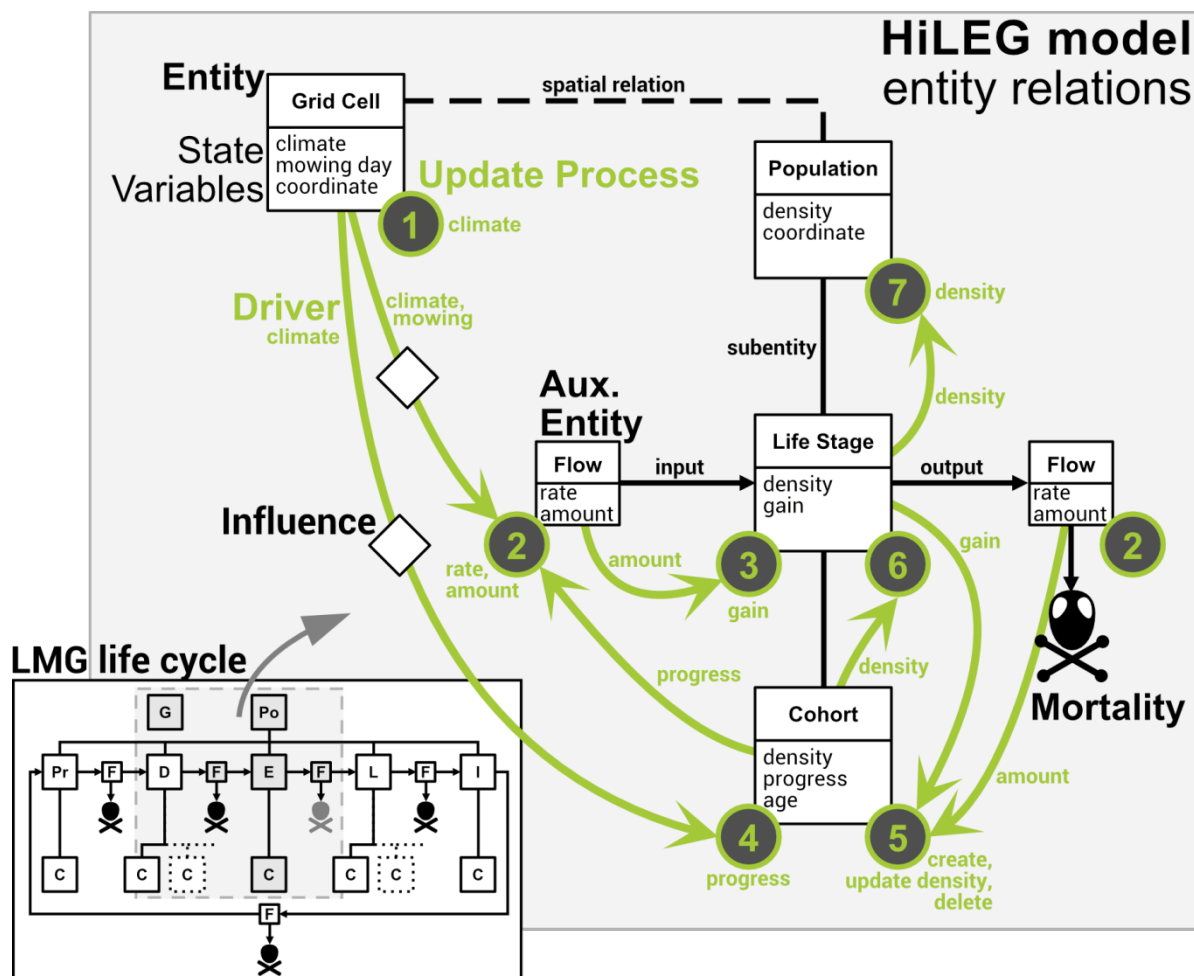 HiLEG model
entity relations
Entity
State
Variables
Grid Cell
climate
mowing day
coordinate
spatial relation
Update Process
1
climate
Population
density
coordinate
7
density
Driver
climate
climate,
mowing
subentity
density
Aux.
Entity
Flow
rate
amount
input
Life Stage
density
gain
output
Flow
rate
amount
Influence
2
rate,
amount
amount
3
gain
6
gain
2
Mortality
progress
density
Cohort
density
progress
age
amount
4
progress
5
create,
update density,
delete
LMG life cycle
G
Po
Pr
F
D
F
E
F
L
F
I
C
C
C
C
C
C
C
F